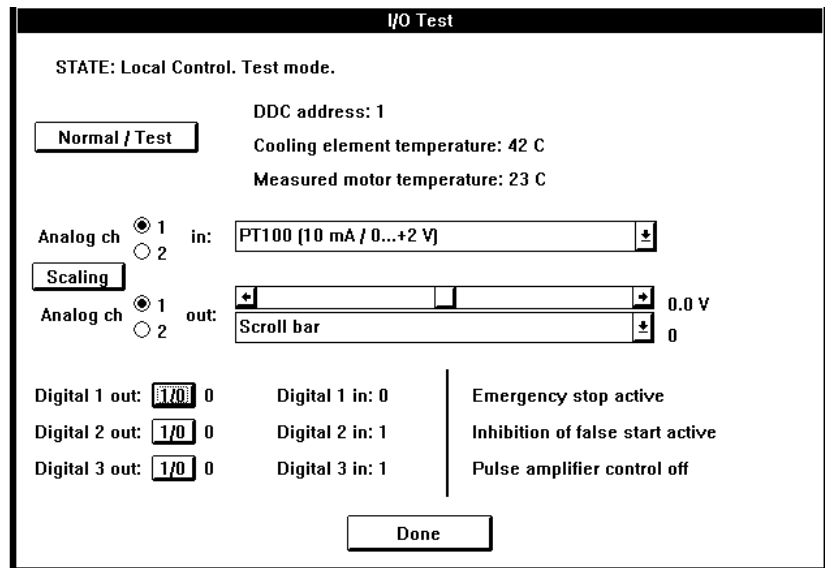 I/O Test
STATE: Local Control. Test mode.
DDC address: 1
Normal / Test
Cooling element temperature: 42 C
Measured motor temperature: 23 C
Analog ch 1 in: PT100 (10 mA / 0...+2 V)
2
Scaling
Analog ch 1 out: 0.0 V
2 Scroll bar 0
Digital 1 out: 1/0 0 Digital 1 in: 0 Emergency stop active
Digital 2 out: 1/0 0 Digital 2 in: 1 Inhibition of false start active
Digital 3 out: 1/0 0 Digital 3 in: 1 Pulse amplifier control off
Done